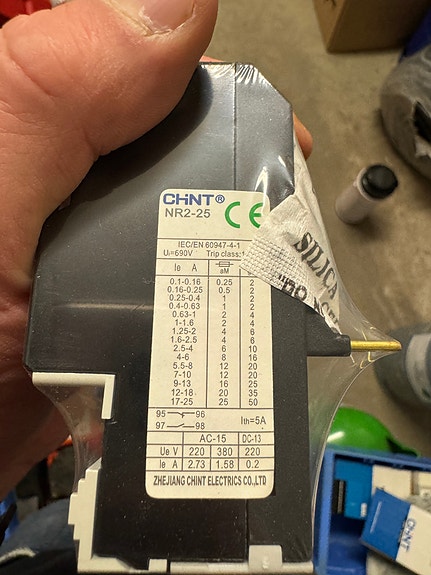 CHNT®
NR2-25 CE
IEC/EN 60947-4-1
Ui=690V Trip class:
Ie A aM
0.1-0.16 0.25 2
0.16-0.25 0.5 2
0.25-0.4 1 2
0.4-0.63 1 2
0.63-1 2 4
1-1.6 2 4
1.25-2 4 6
1.6-2.5 4 6
2.5-4 6 10
4-6 8 16
5.5-8 12 20
7-10 12 20
9-13 16 25
12-18 20 35
17-25 25 50
95 96
97 98 Ith=5A
AC-15 DC-13
Ue V 220 380 220
Ie A 2.73 1.58 0.2
ZHEJIANG CHINT ELECTRICS CO.,LTD
SILICA
"DO
CHNT